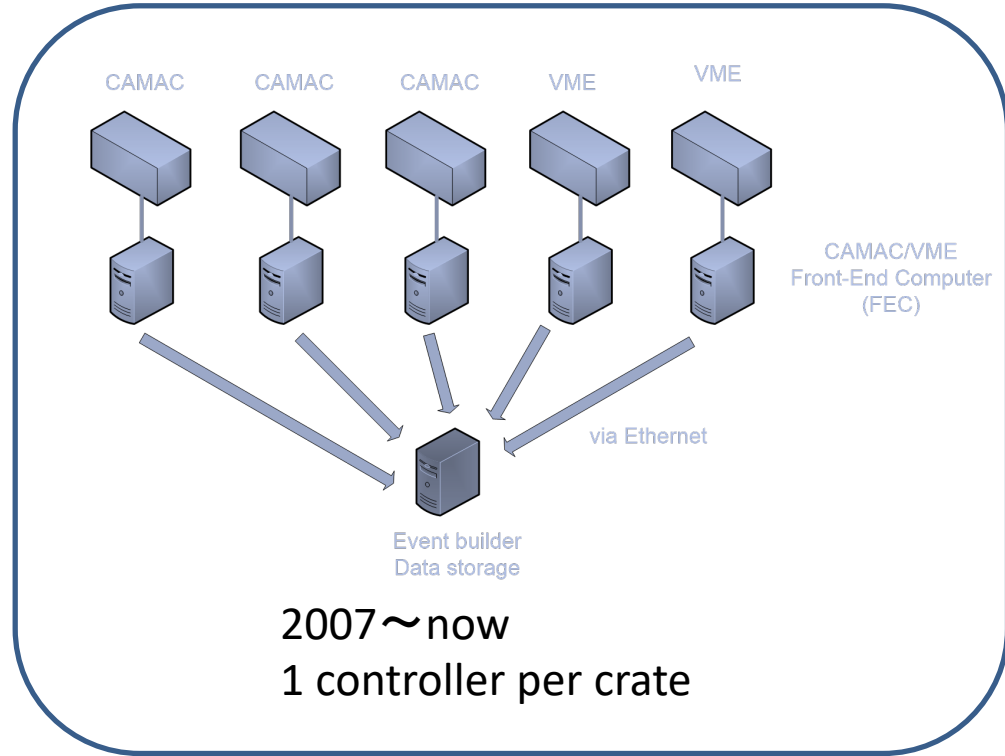 CAMAC
CAMAC
CAMAC
VME
VME
CAMAC/VME
Front-End Computer
(FEC)
via Ethernet
Event builder
Data storage
2007～now
1 controller per crate